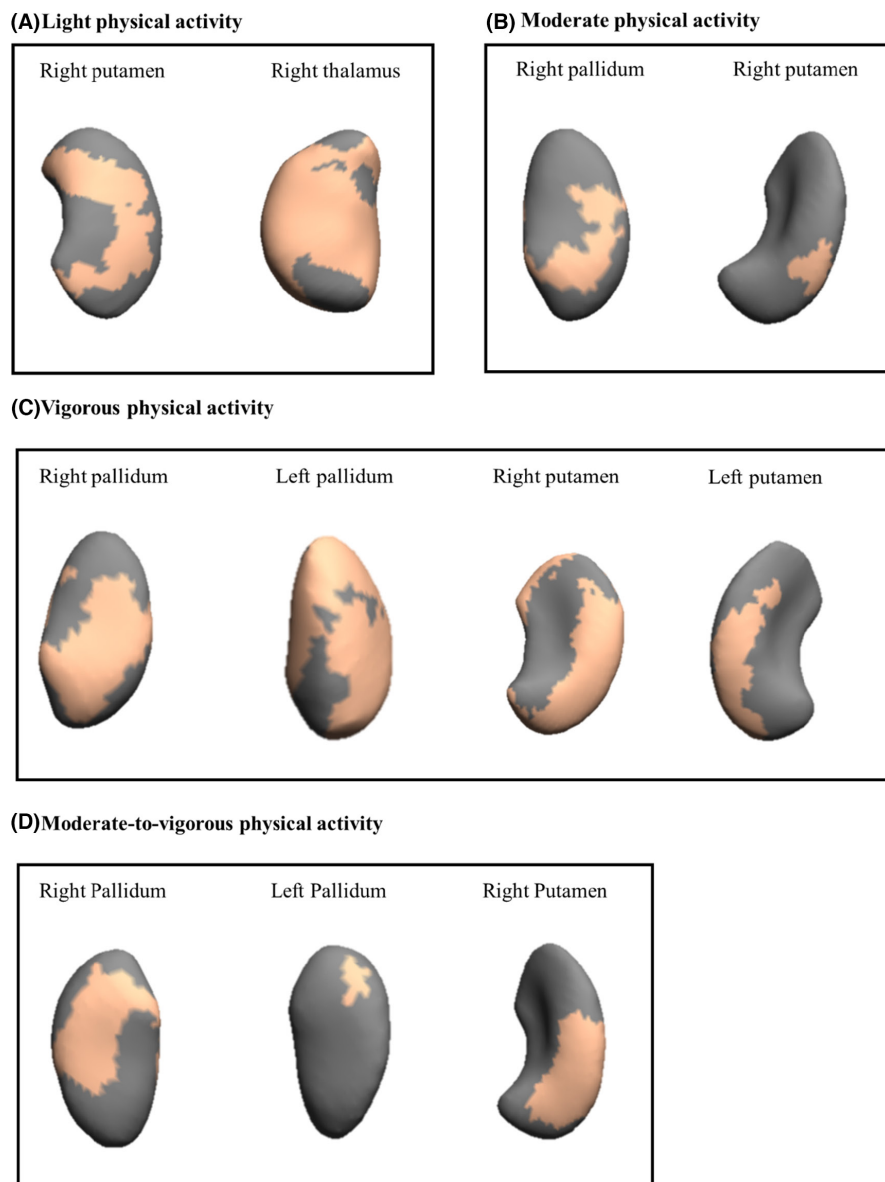 (A)Light physical activity
Right putamen
Right thalamus
(B) Moderate physical activity
Right pallidum
Right putamen
(C)Vigorous physical activity
Right pallidum
Left pallidum
Right putamen
Left putamen
(D)Moderate-to-vigorous physical activity
Right Pallidum
Left Pallidum
Right Putamen